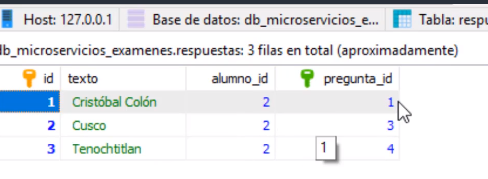 Host: 127.0.0.1 Base de datos: db_microservicios_e... Tabla: respu
db_microservicios_examenes.respuestas: 3 filas en total (aproximadamente)
id texto alumno_id pregunta_id
1 Cristóbal Colón 2 1
2 Cusco 2 3
3 Tenochtitlan 2 4
1